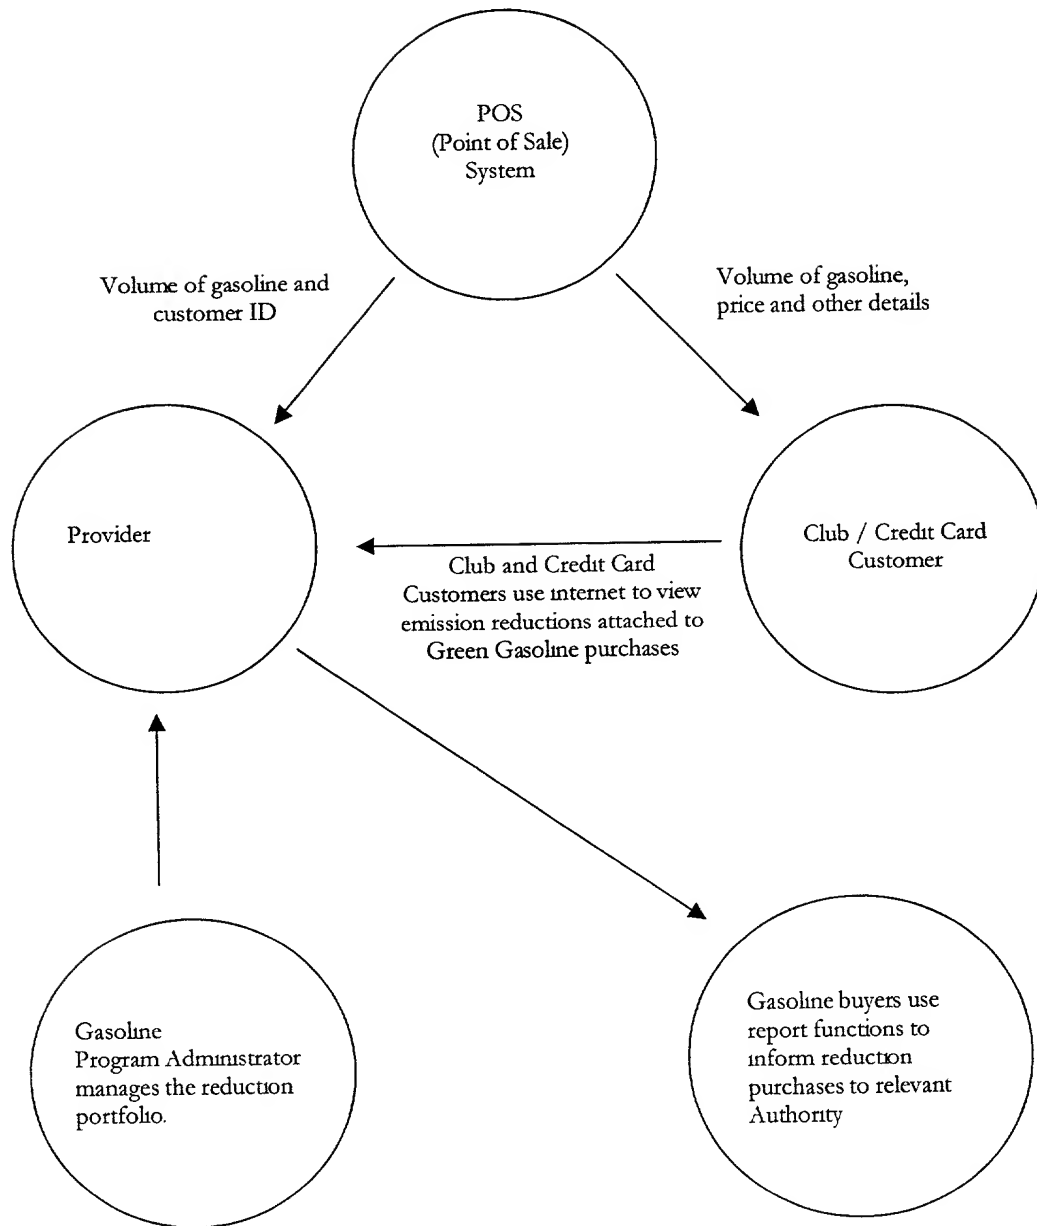 POS
(Point of Sale)
System
Volume of gasoline and
customer ID
Volume of gasoline,
price and other details
Provider
Club / Credit Card
Customer
Club and Credit Card
Customers use internet to view
emission reductions attached to
Green Gasoline purchases
Gasoline
Program Administrator
manages the reduction
portfolio.
Gasoline buyers use
report functions to
inform reduction
purchases to relevant
Authority